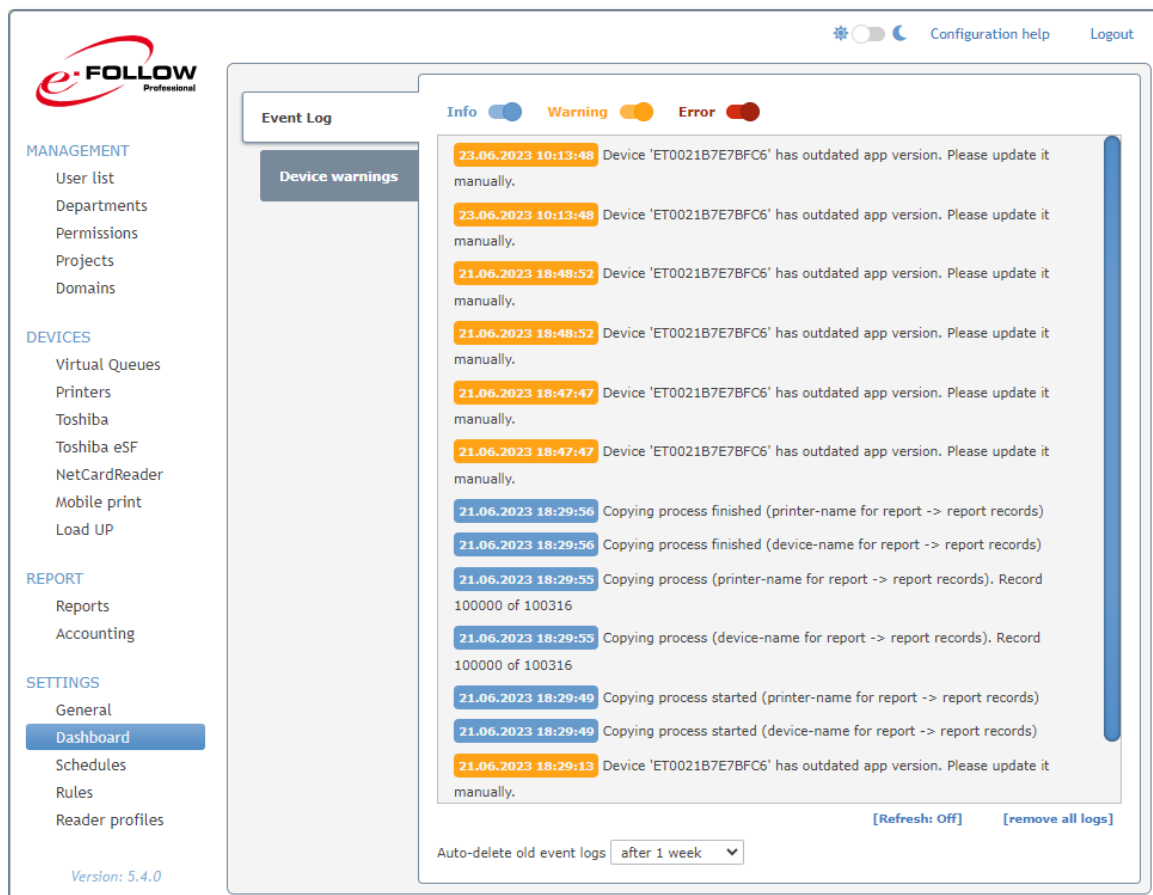 Configuration help
Logout
e-FOLLOW
Professional
MANAGEMENT
User list
Departments
Permissions
Projects
Domains
DEVICES
Virtual Queues
Printers
Toshiba
Toshiba eSF
NetCardReader
Mobile print
Load UP
REPORT
Reports
Accounting
SETTINGS
General
Dashboard
Schedules
Rules
Reader profiles
Version: 5.4.0
Event Log
Device warnings
Info Warning Error
23.06.2023 10:13:48 Device 'ET0021B7E7BFC6' has outdated app version. Please update it
manually.
23.06.2023 10:13:48 Device 'ET0021B7E7BFC6' has outdated app version. Please update it
manually.
21.06.2023 18:48:52 Device 'ET0021B7E7BFC6' has outdated app version. Please update it
manually.
21.06.2023 18:48:52 Device 'ET0021B7E7BFC6' has outdated app version. Please update it
manually.
21.06.2023 18:47:47 Device 'ET0021B7E7BFC6' has outdated app version. Please update it
manually.
21.06.2023 18:47:47 Device 'ET0021B7E7BFC6' has outdated app version. Please update it
manually.
21.06.2023 18:29:56 Copying process finished (printer-name for report -> report records)
21.06.2023 18:29:56 Copying process finished (device-name for report -> report records)
21.06.2023 18:29:55 Copying process (printer-name for report -> report records). Record
100000 of 100316
21.06.2023 18:29:55 Copying process (device-name for report -> report records). Record
100000 of 100316
21.06.2023 18:29:49 Copying process started (printer-name for report -> report records)
21.06.2023 18:29:49 Copying process started (device-name for report -> report records)
21.06.2023 18:29:13 Device 'ET0021B7E7BFC6' has outdated app version. Please update it
manually.
[Refresh: Off] [remove all logs]
Auto-delete old event logs after 1 week